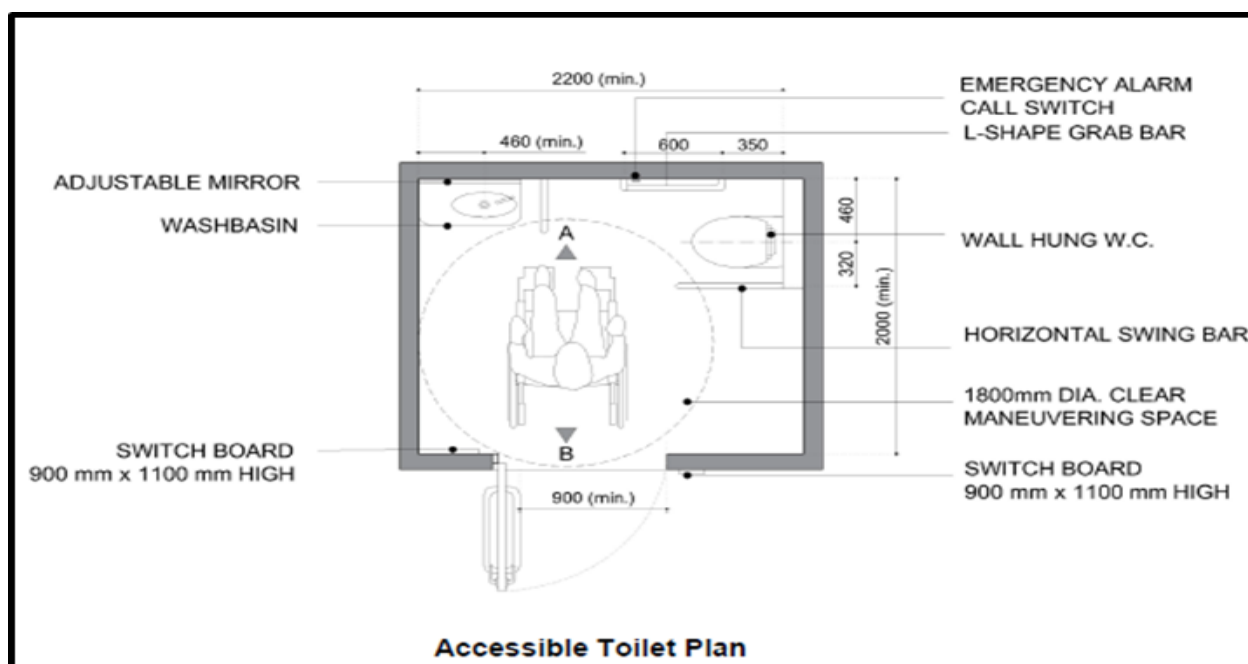 2200 (min.)
EMERGENCY ALARM
CALL SWITCH
L-SHAPE GRAB BAR
460 (min.)
600
350
ADJUSTABLE MIRROR
WASHBASIN
A
460
WALL HUNG W.C.
320
2000 (min.)
HORIZONTAL SWING BAR
1800mm DIA. CLEAR
MANEUVERING SPACE
B
SWITCH BOARD
900 mm x 1100 mm HIGH
SWITCH BOARD
900 mm x 1100 mm HIGH
900 (min.)
Accessible Toilet Plan